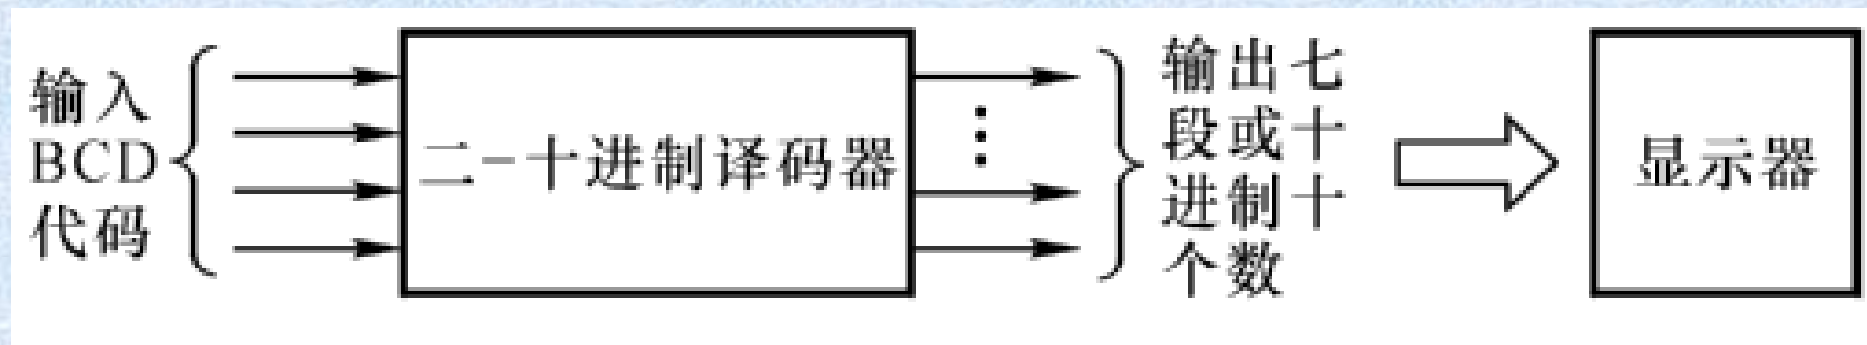 输入
BCD
代码
二-十进制译码器
输出七
段或十
进制十
个数
显示器